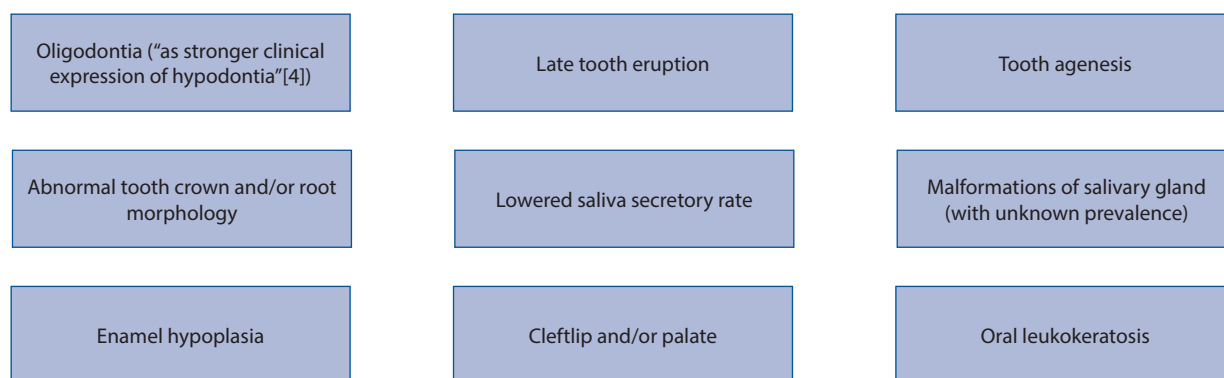 Oligodontia (“as stronger clinical
expression of hypodontia”[4])
Late tooth eruption
Tooth agenesis
Abnormal tooth crown and/or root
morphology
Lowered saliva secretory rate
Malformations of salivary gland
(with unknown prevalence)
Enamel hypoplasia
Cleftlip and/or palate
Oral leukokeratosis